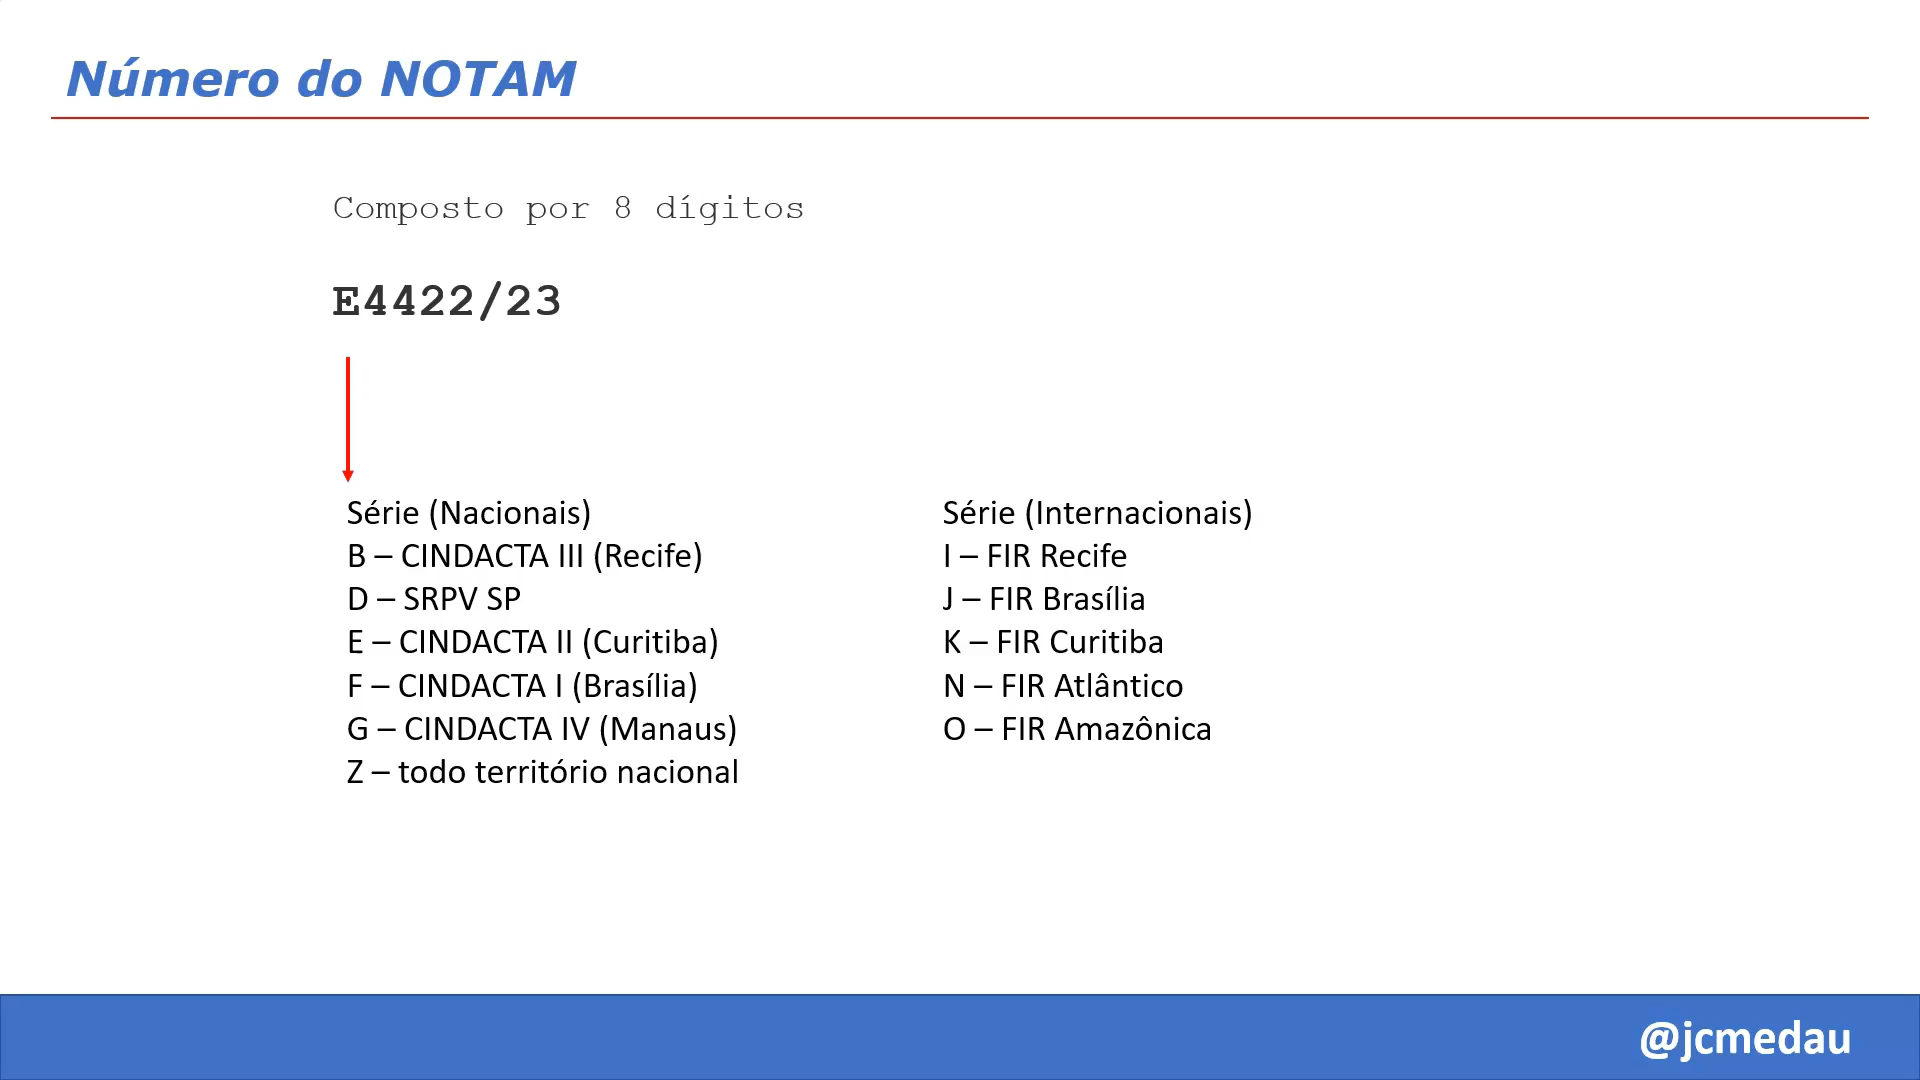 Número do NOTAM
Composto por 8 dígitos
E4422/23
Série (Nacionais)
B – CINDACTA III (Recife)
D – SRPV SP
E – CINDACTA II (Curitiba)
F – CINDACTA I (Brasília)
G – CINDACTA IV (Manaus)
Z – todo território nacional
Série (Internacionais)
I – FIR Recife
J – FIR Brasília
K – FIR Curitiba
N – FIR Atlântico
O – FIR Amazônica
@jcmedau